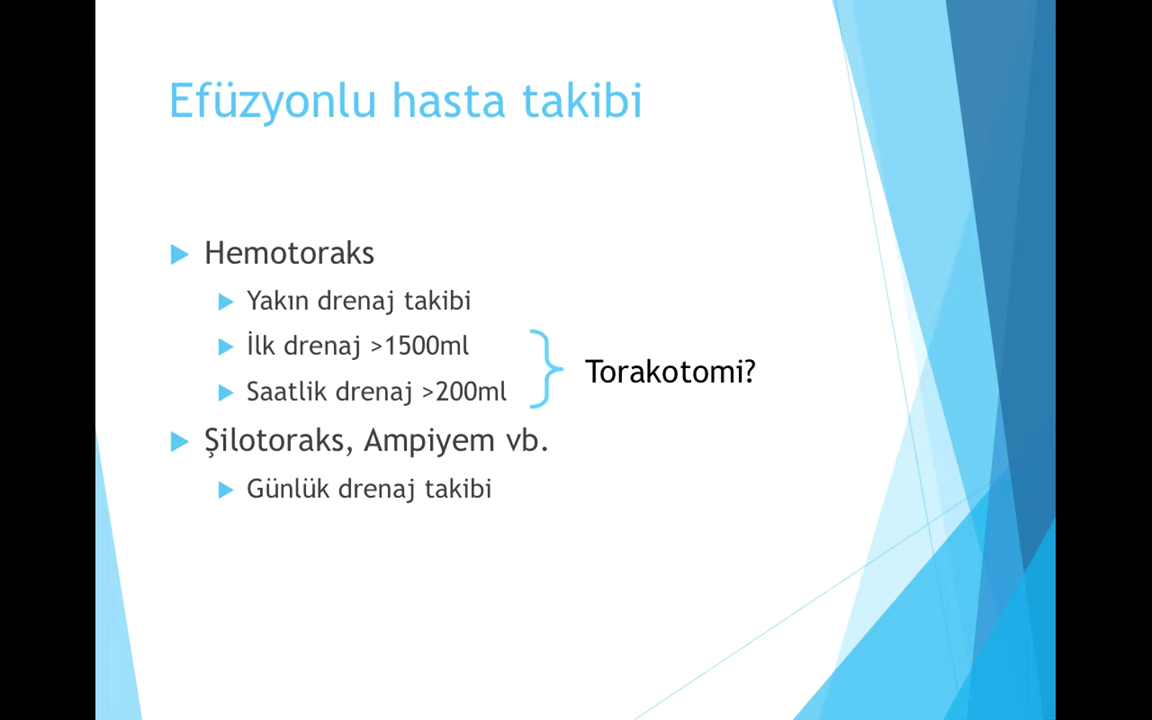 Efüzyonlu hasta takibi
Hemotoraks
Yakın drenaj takibi
İlk drenaj >1500ml
Saatlik drenaj >200ml
Torakotomi?
Şilotoraks, Ampiyem vb.
Günlük drenaj takibi